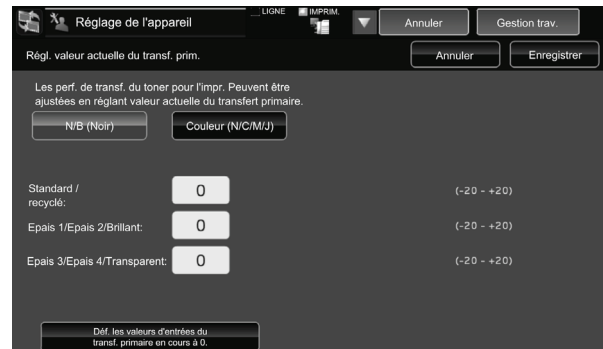 Réglage de l'appareil
LIGNE
IMPRIM.
Annuler
Gestion trav.
Régl. valeur actuelle du transf. prim.
Annuler
Enregistrer
Les perf. de transf. du toner pour l'impr. Peuvent être
ajustées en réglant valeur actuelle du transfert primaire.
N/B (Noir)
Couleur (N/C/M/J)
Standard /
recyclé:
0
(-20 - +20)
Epais 1/Epais 2/Brillant:
0
(-20 - +20)
Epais 3/Epais 4/Transparent:
0
(-20 - +20)
Déf. les valeurs d'entrées du
transf. primaire en cours à 0.